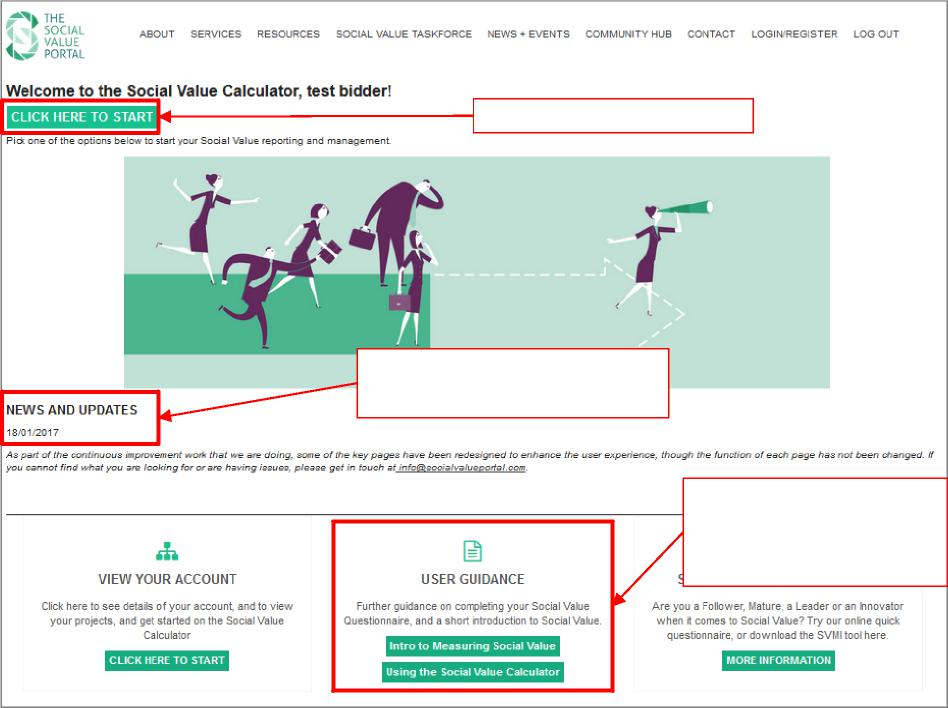 THE
SOCIAL
VALUE
PORTAL
ABOUT SERVICES RESOURCES SOCIAL VALUE TASKFORCE NEWS + EVENTS COMMUNITY HUB CONTACT LOGIN/REGISTER LOG OUT
Welcome to the Social Value Calculator, test bidder!
CLICK HERE TO START
Pick one of the options below to start your Social Value reporting and management.
NEWS AND UPDATES
18/01/2017
As part of the continuous improvement work that we are doing, some of the key pages have been redesigned to enhance the user experience, though the function of each page has not been changed. If
you cannot find what you are looking for or are having issues, please get in touch at info@socialvalueportal.com.
VIEW YOUR ACCOUNT
Click here to see details of your account, and to view
your projects, and get started on the Social Value
Calculator
CLICK HERE TO START
USER GUIDANCE
Further guidance on completing your Social Value
Questionnaire, and a short introduction to Social Value.
Intro to Measuring Social Value
Using the Social Value Calculator
Are you a Follower, Mature, a Leader or an Innovator
when it comes to Social Value? Try our online quick
questionnaire, or download the SVMI tool here.
MORE INFORMATION